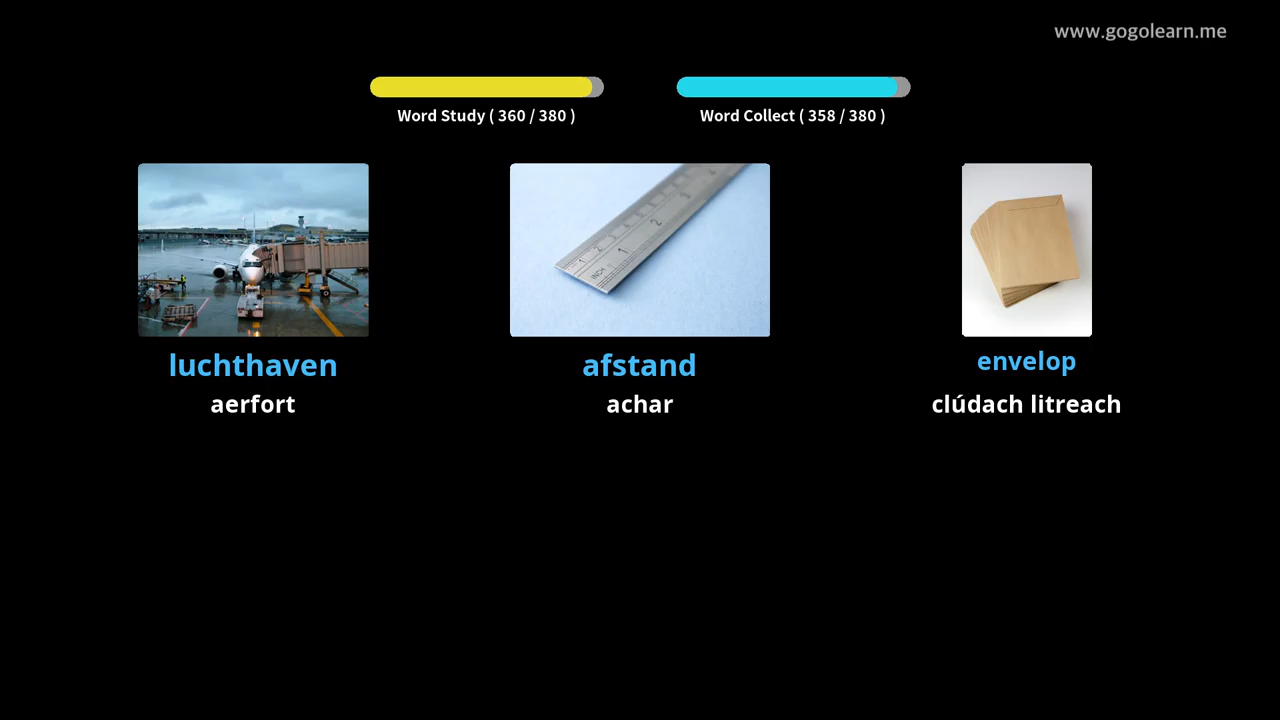 www.gogolearn.me
Word Study ( 360 / 380 )
Word Collect ( 358 / 380 )
luchthaven
aerfort
afstand
achar
envelop
clúdach litreach